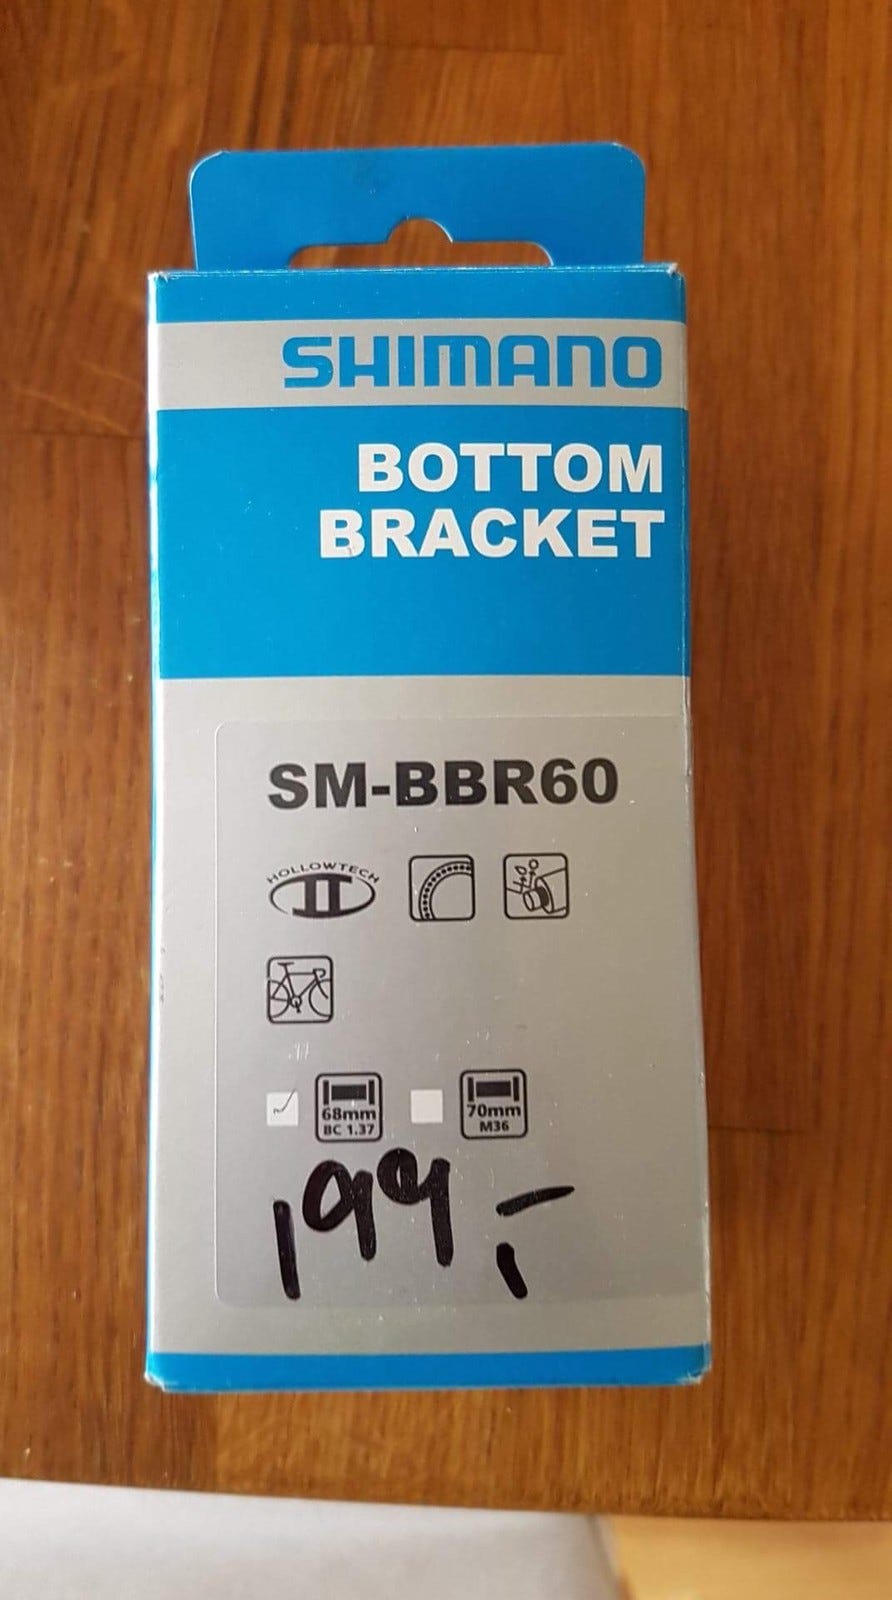 SHIMANO
BOTTOM
BRACKET
SM-BBR60
HOLLOWTECH
II
68mm
BC 1.37
70mm
M36
199,-